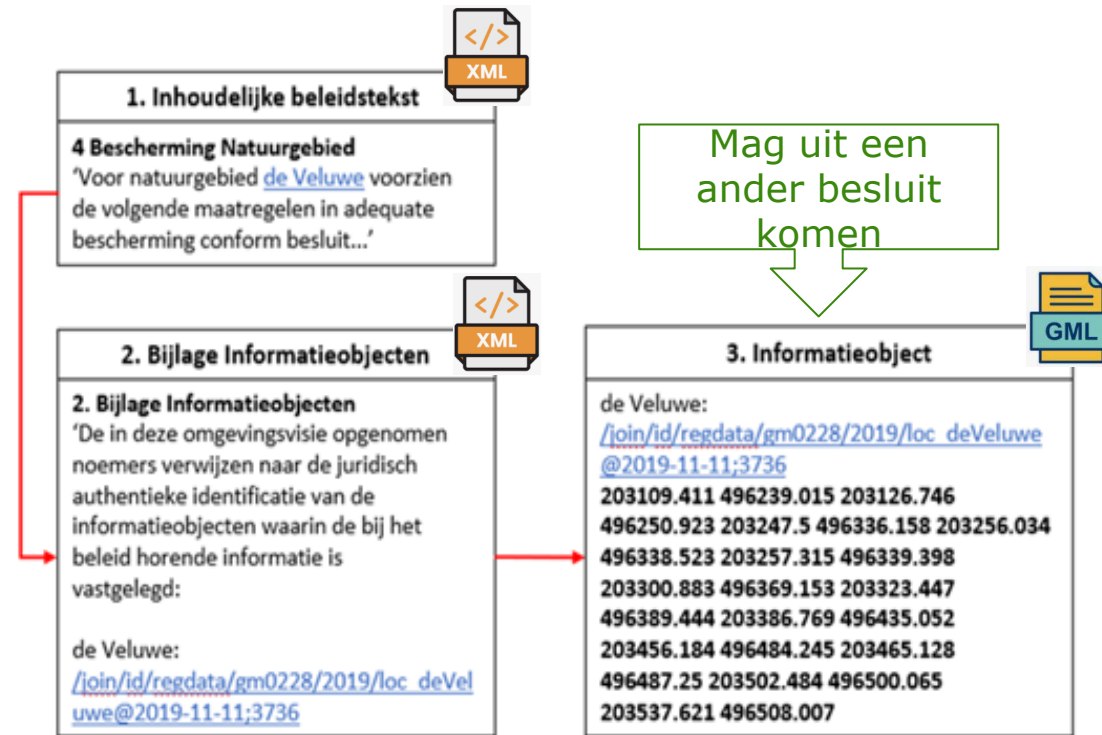 </>
XML
1. Inhoudelijke beleidstekst
4 Bescherming Natuurgebied
‘Voor natuurgebied de Veluwe voorzien
de volgende maatregelen in adequate
bescherming conform besluit...’
Mag uit een
ander besluit
komen
</>
XML
2. Bijlage Informatieobjecten
2. Bijlage Informatieobjecten
‘De in deze omgevingsvisie opgenomen
noemers verwijzen naar de juridisch
authentieke identificatie van de
informatieobjecten waarin de bij het
beleid horende informatie is
vastgelegd:
de Veluwe:
/join/id/regdata/gm0228/2019/loc_deVel
uwe@2019-11-11;3736
GML
3. Informatieobject
de Veluwe:
/join/id/regdata/gm0228/2019/loc_deVeluwe
@2019-11-11;3736
203109.411 496239.015 203126.746
496250.923 203247.5 496336.158 203256.034
496338.523 203257.315 496339.398
203300.883 496369.153 203323.447
496389.444 203386.769 496435.052
203456.184 496484.245 203465.128
496487.25 203502.484 496500.065
203537.621 496508.007